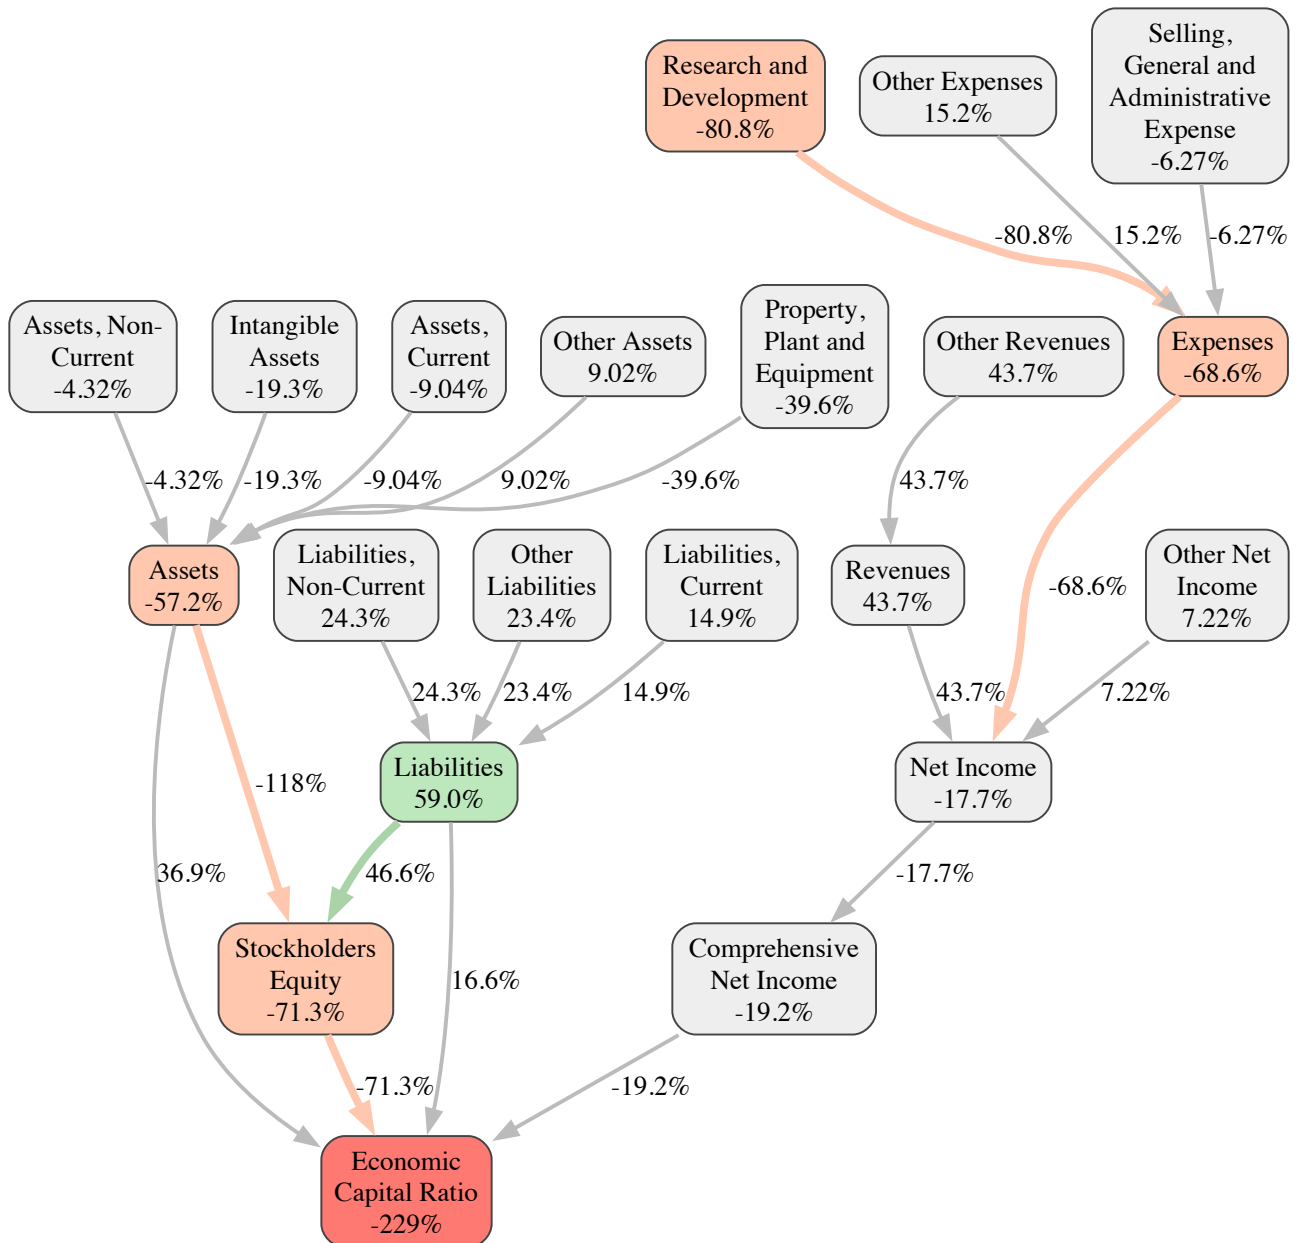 Research and
Development
-80.8%
Other Expenses
15.2%
Selling,
General and
Administrative
Expense
-6.27%
-80.8%
15.2%
-6.27%
Assets, Non-
Current
-4.32%
Intangible
Assets
-19.3%
Assets,
Current
-9.04%
Other Assets
9.02%
Property,
Plant and
Equipment
-39.6%
Other Revenues
43.7%
Expenses
-68.6%
-4.32%
-19.3%
-9.04%
9.02%
-39.6%
43.7%
Assets
-57.2%
Liabilities,
Non-Current
24.3%
Other
Liabilities
23.4%
Liabilities,
Current
14.9%
Revenues
43.7%
-68.6%
Other Net
Income
7.22%
24.3%
23.4%
14.9%
43.7%
7.22%
-118%
Liabilities
59.0%
Net Income
-17.7%
36.9%
46.6%
-17.7%
Stockholders
Equity
-71.3%
16.6%
Comprehensive
Net Income
-19.2%
-71.3%
-19.2%
Economic
Capital Ratio
-229%